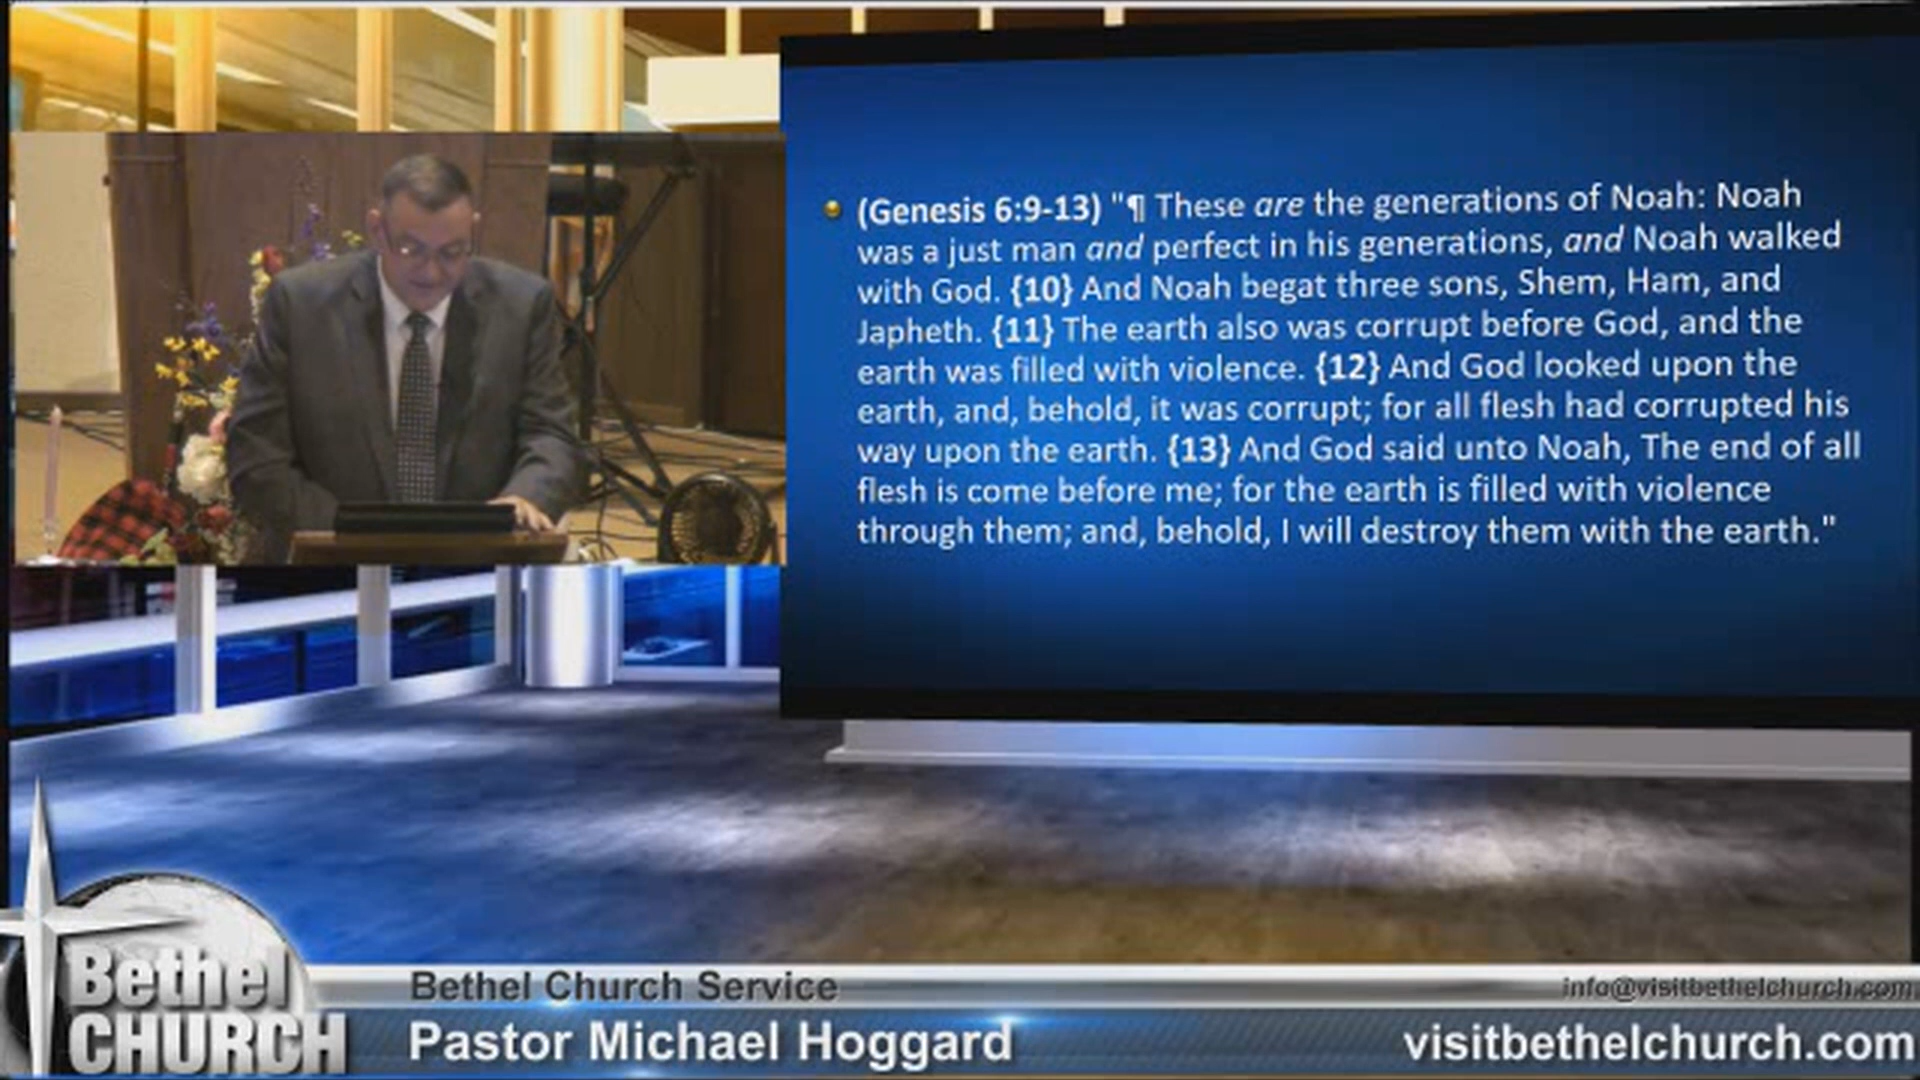 (Genesis 6:9-13) "¶ These are the generations of Noah: Noah
was a just man and perfect in his generations, and Noah walked
with God. {10} And Noah begat three sons, Shem, Ham, and
Japheth. {11} The earth also was corrupt before God, and the
earth was filled with violence. {12} And God looked upon the
earth, and, behold, it was corrupt; for all flesh had corrupted his
way upon the earth. {13} And God said unto Noah, The end of all
flesh is come before me; for the earth is filled with violence
through them; and, behold, I will destroy them with the earth."
Bethel
CHURCH
Bethel Church Service
info@visitbethelchurch.com
Pastor Michael Hoggard
visitbethelchurch.com